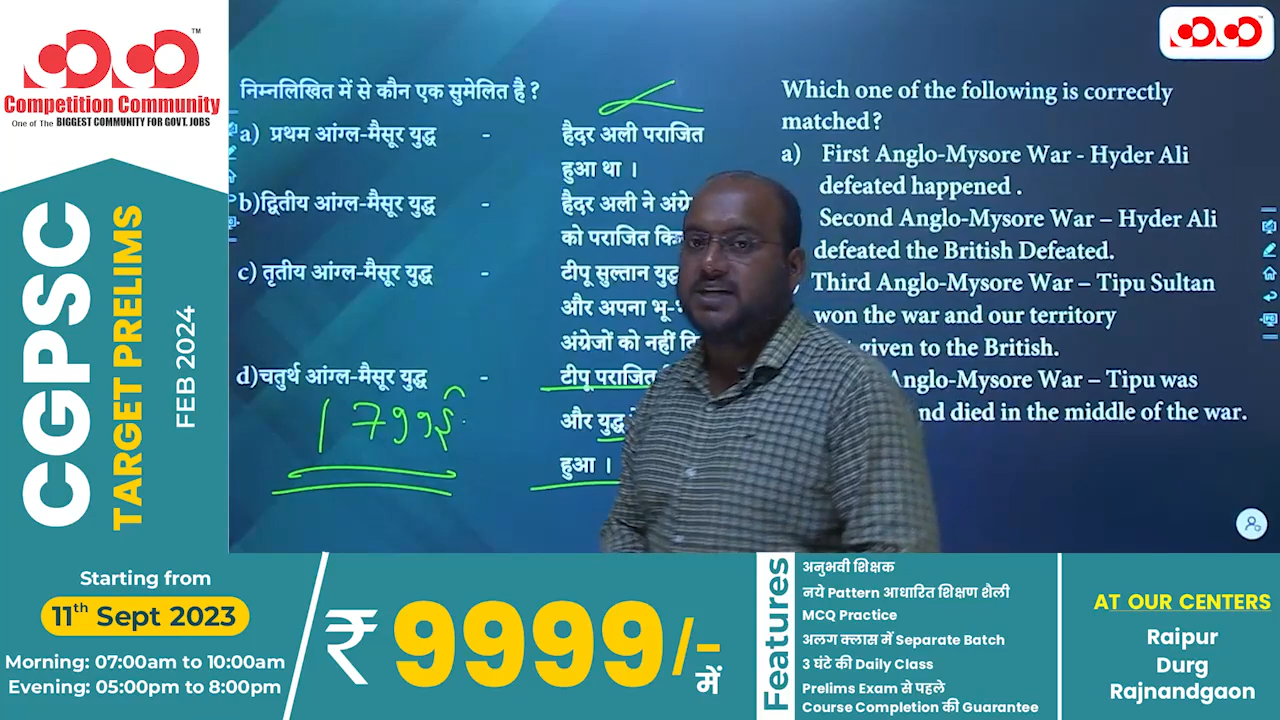 Competition Community
TM
One of The BIGGEST COMMUNITY FOR GOVT. JOBS
CGPSC
TARGET PRELIMS
FEB 2024
निम्नलिखित में से कौन एक सुमेलित है ?
a) प्रथम आंग्ल-मैसूर युद्ध - हैदर अली पराजित
हुआ था ।
b)द्वितीय आंग्ल-मैसूर युद्ध - हैदर अली ने
को पराजित
c) तृतीय आंग्ल-मैसूर युद्ध - टीपू सुल्तान
और अपना
अंग्रेजों को नहीं
d)चतुर्थ आंग्ल-मैसूर युद्ध - टीपू पराजित
1799ई.
और युद्ध
हुआ ।
Which one of the following is correctly
matched?
a) First Anglo-Mysore War - Hyder Ali
defeated happened .
Second Anglo-Mysore War – Hyder Ali
defeated the British Defeated.
Third Anglo-Mysore War – Tipu Sultan
won the war and our territory
given to the British.
Anglo-Mysore War – Tipu was
died in the middle of the war.
Starting from
11th Sept 2023
Morning: 07:00am to 10:00am
Evening: 05:00pm to 8:00pm
₹ 9999/- में
Features
अनुभवी शिक्षक
नये Pattern आधारित शिक्षण शैली
MCQ Practice
अलग क्लास में Separate Batch
3 घंटे की Daily Class
Prelims Exam से पहले
Course Completion की Guarantee
AT OUR CENTERS
Raipur
Durg
Rajnandgaon